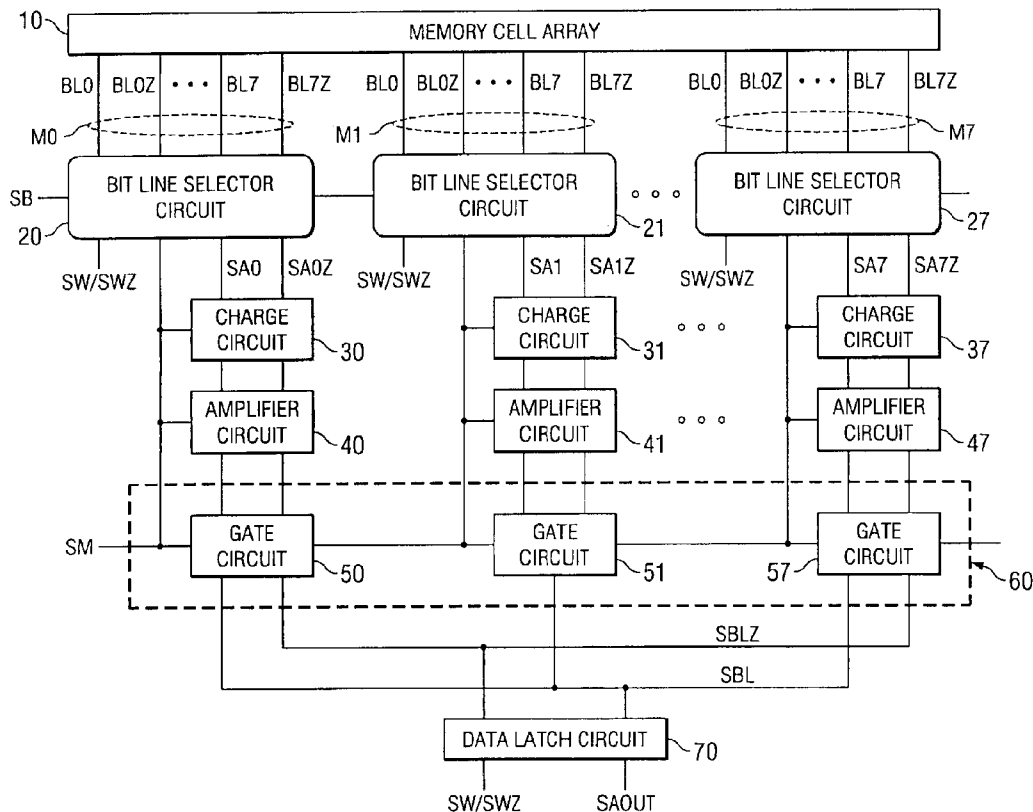 10
MEMORY CELL ARRAY
BL0 BL0Z • • • BL7 BL7Z BL0 BL0Z • • • BL7 BL7Z BL0 BL0Z • • • BL7 BL7Z
M0 M1 M7
SB
BIT LINE SELECTOR
CIRCUIT
20
BIT LINE SELECTOR
CIRCUIT
21
BIT LINE SELECTOR
CIRCUIT
27
SW/SWZ SA0 SA0Z SW/SWZ SA1 SA1Z SW/SWZ SA7 SA7Z
CHARGE
CIRCUIT
30
CHARGE
CIRCUIT
31
CHARGE
CIRCUIT
37
AMPLIFIER
CIRCUIT
40
AMPLIFIER
CIRCUIT
41
AMPLIFIER
CIRCUIT
47
SM
GATE
CIRCUIT
50
GATE
CIRCUIT
51
GATE
CIRCUIT
57
60
SBLZ
SBL
DATA LATCH CIRCUIT
70
SW/SWZ SAOUT